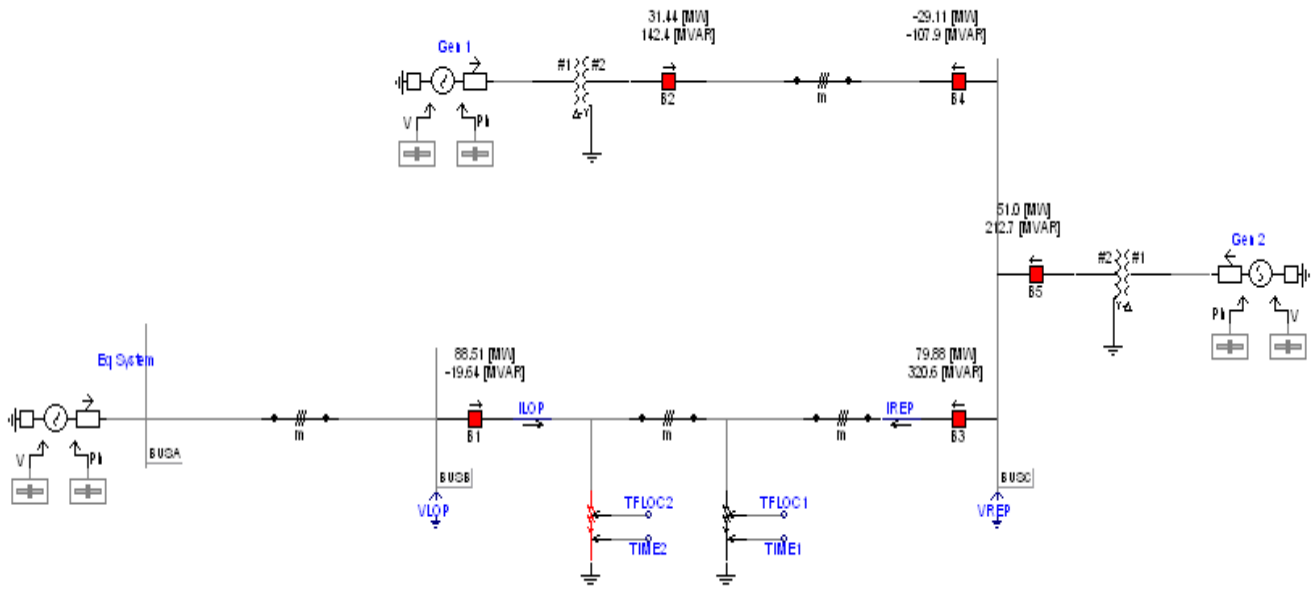 31.44 [MW]
142.4 [MVAR]
-29.11 [MW]
-107.9 [MVAR]
Gen 1
#1
#2
B2
m
B4
Δ-Y
V
Ph
51.0 [MW]
212.7 [MVAR]
Gen 2
#2
#1
B5
Y-Δ
Ph
V
Eq System
88.51 [MW]
-19.64 [MVAR]
79.88 [MW]
320.6 [MVAR]
ILOP
IREP
m
B1
m
m
B3
V
Ph
BUSA
BUSB
BUSC
VLOP
TFLOC2
TFLOC1
VREP
TIME2
TIME1